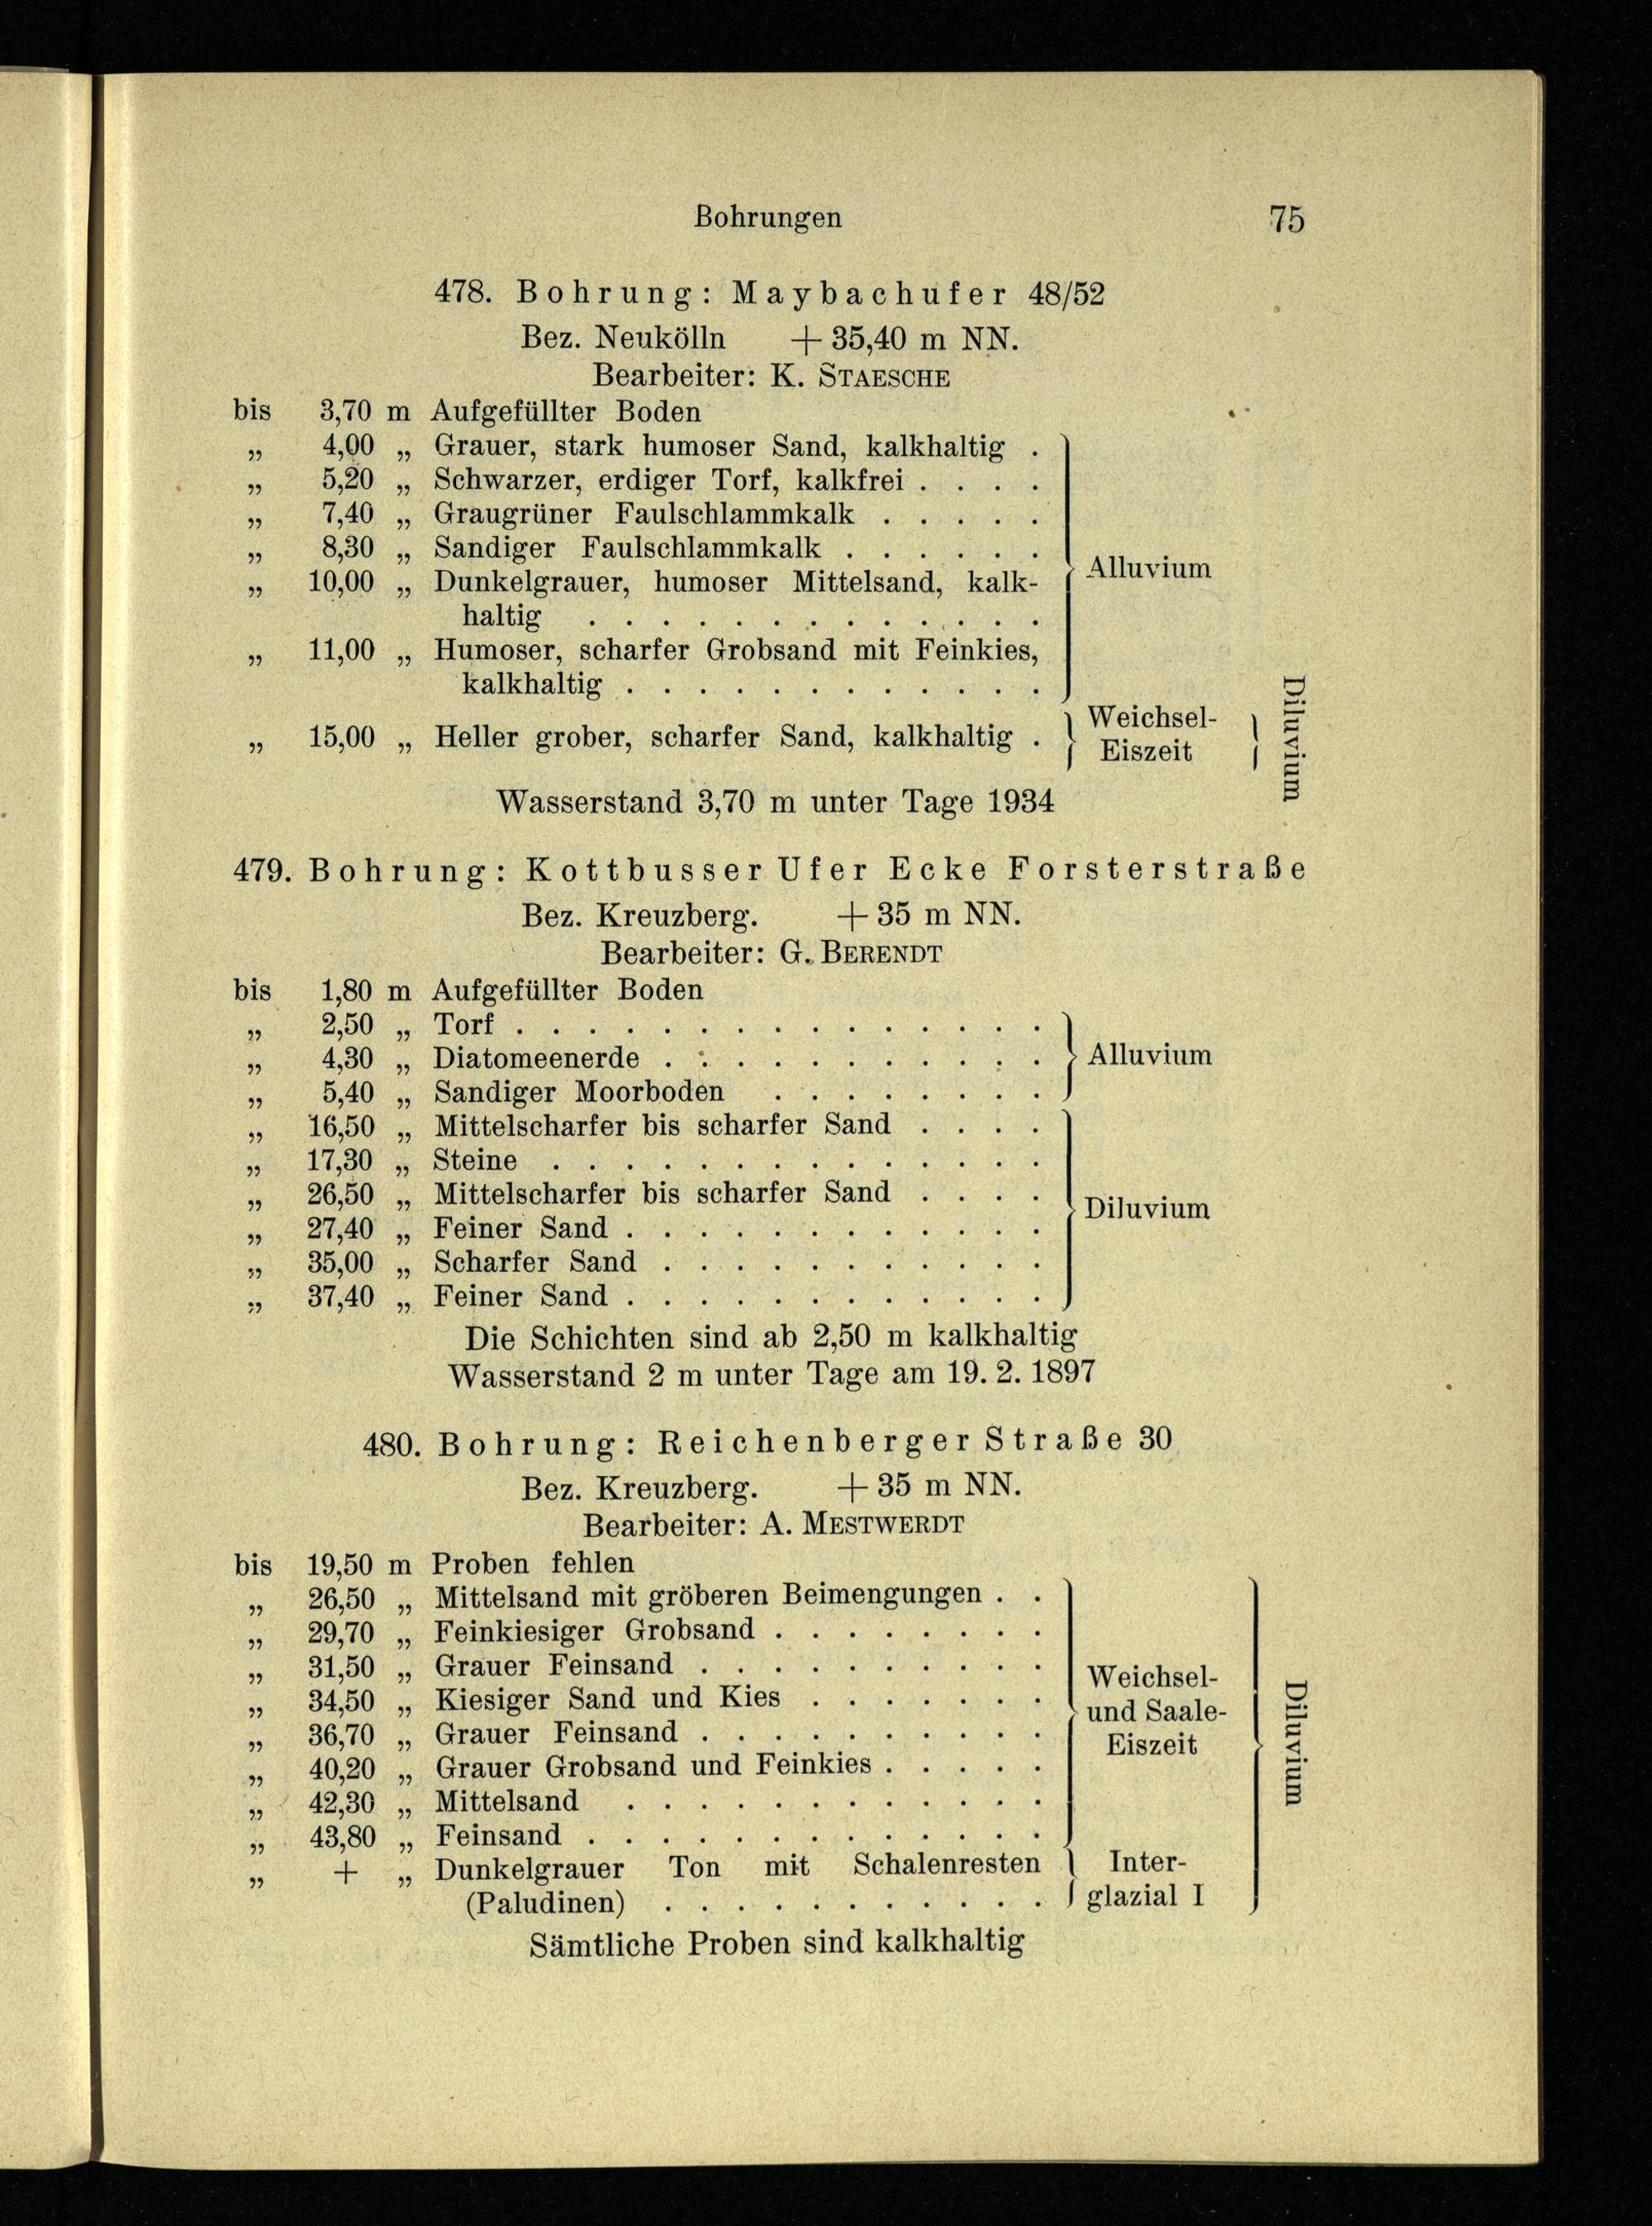 Bohrungen 75
478. Bohrung: Maybachufer 48/52
Bez. Neukölln + 35,40 m NN.
Bearbeiter: K. STAESCHE
bis 3,70 m Aufgefüllter Boden
„ 4,00 „ Grauer, stark humoser Sand, kalkhaltig .
„ 5,20 „ Schwarzer, erdiger Torf, kalkfrei . . . .
„ 7,40 „ Graugrüner Faulschlammkalk . . . . .
„ 8,30 „ Sandiger Faulschlammkalk . . . . . .
„ 10,00 „ Dunkelgrauer, humoser Mittelsand, kalk-
haltig . . . . . . . . . . . . .
„ 11,00 „ Humoser, scharfer Grobsand mit Feinkies,
kalkhaltig . . . . . . . . . . . .
Alluvium
„ 15,00 „ Heller grober, scharfer Sand, kalkhaltig .
Weichsel-
Eiszeit
Diluvium
Wasserstand 3,70 m unter Tage 1934
479. Bohrung: Kottbusser Ufer Ecke Forsterstraße
Bez. Kreuzberg. + 35 m NN.
Bearbeiter: G. BERENDT
bis 1,80 m Aufgefüllter Boden
„ 2,50 „ Torf . . . . . . . . . . . . . . .
„ 4,30 „ Diatomeenerde . . . . . . . . . . .
„ 5,40 „ Sandiger Moorboden . . . . . . . .
Alluvium
„ 16,50 „ Mittelscharfer bis scharfer Sand . . . .
„ 17,30 „ Steine . . . . . . . . . . . . . .
„ 26,50 „ Mittelscharfer bis scharfer Sand . . . .
„ 27,40 „ Feiner Sand . . . . . . . . . . . .
„ 35,00 „ Scharfer Sand . . . . . . . . . . .
„ 37,40 „ Feiner Sand . . . . . . . . . . . .
Diluvium
Die Schichten sind ab 2,50 m kalkhaltig
Wasserstand 2 m unter Tage am 19. 2. 1897
480. Bohrung: Reichenberger Straße 30
Bez. Kreuzberg. + 35 m NN.
Bearbeiter: A. MESTWERDT
bis 19,50 m Proben fehlen
„ 26,50 „ Mittelsand mit gröberen Beimengungen . .
„ 29,70 „ Feinkiesiger Grobsand . . . . . . . .
„ 31,50 „ Grauer Feinsand . . . . . . . . . .
„ 34,50 „ Kiesiger Sand und Kies . . . . . . .
„ 36,70 „ Grauer Feinsand . . . . . . . . . .
„ 40,20 „ Grauer Grobsand und Feinkies . . . . .
„ 42,30 „ Mittelsand . . . . . . . . . . . .
„ 43,80 „ Feinsand . . . . . . . . . . . . .
Weichsel-
und Saale-
Eiszeit
„ + „ Dunkelgrauer Ton mit Schalenresten
(Paludinen) . . . . . . . . . . .
Inter-
glazial I
Diluvium
Sämtliche Proben sind kalkhaltig